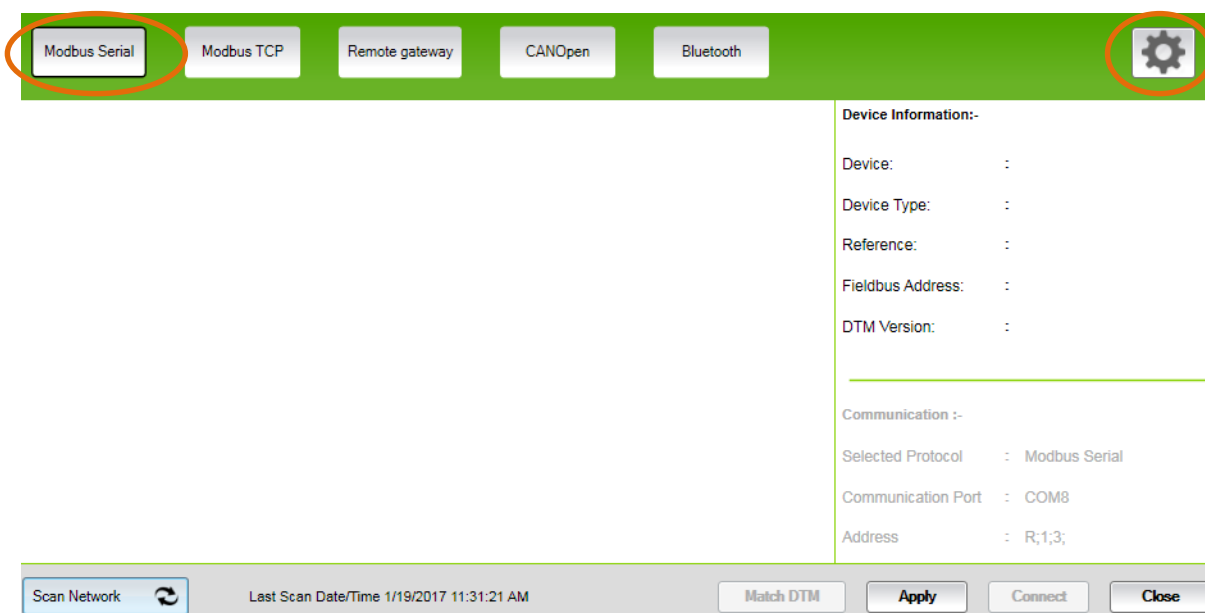 Modbus Serial Modbus TCP Remote gateway CANOpen Bluetooth
Device Information:-
Device: :
Device Type: :
Reference: :
Fieldbus Address: :
DTM Version: :
Communication :-
Selected Protocol : Modbus Serial
Communication Port : COM8
Address : R;1;3;
Scan Network Last Scan Date/Time 1/19/2017 11:31:21 AM Match DTM Apply Connect Close